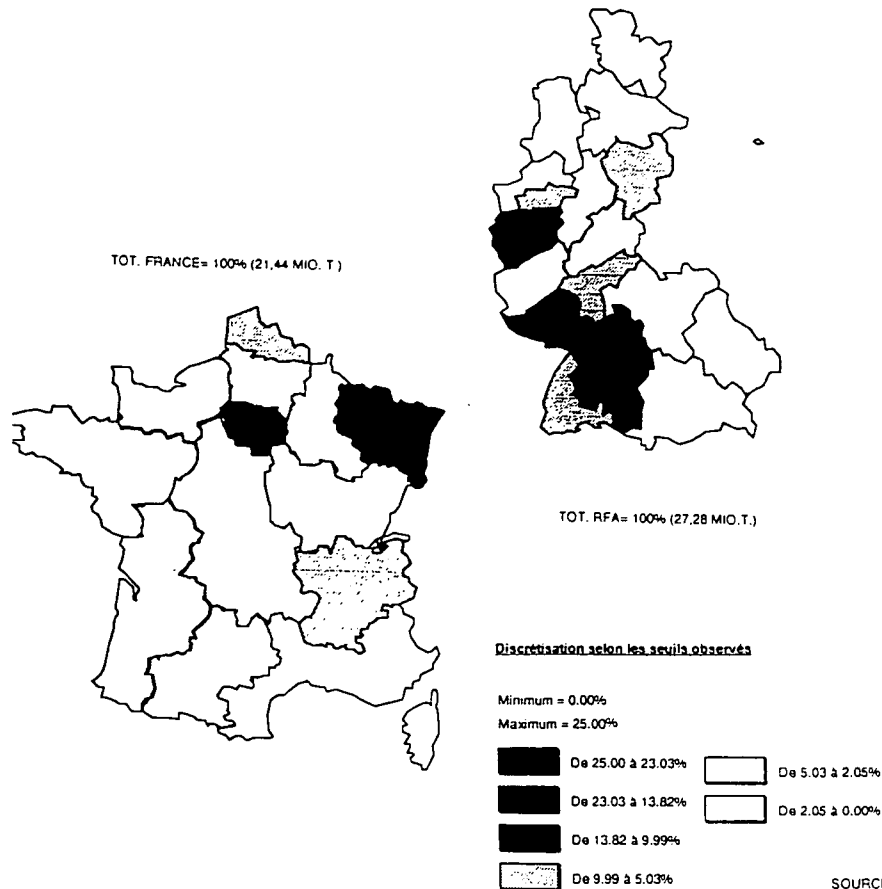 TOT. FRANCE= 100% (21,44 MIO. T )
TOT. RFA= 100% (27,28 MIO.T.)
Discrétisation selon les seuils observés
Minimum = 0.00%
Maximum = 25.00%
De 25.00 à 23.03%
De 23.03 à 13.82%
De 13.82 à 9.99%
De 9.99 à 5.03%
De 5.03 à 2.05%
De 2.05 à 0.00%
SOURCE